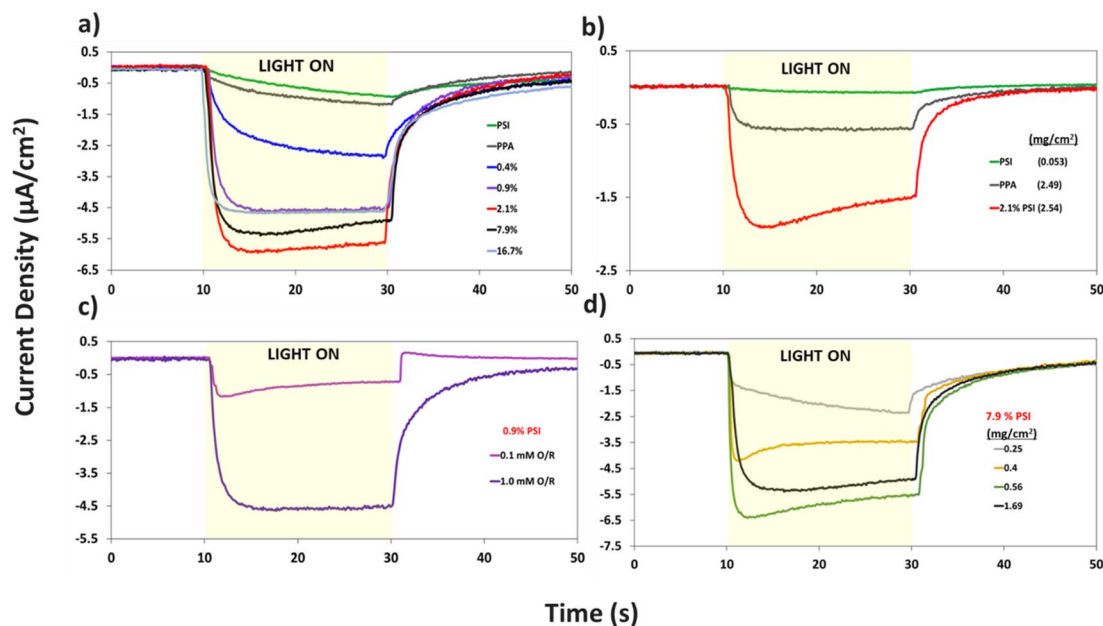 Current Density (µA/cm²)
a)
LIGHT ON
0.5
-0.5
-1.5
-2.5
-3.5
-4.5
-5.5
-6.5
0 10 20 30 40 50
PSI
PPA
0.4%
0.9%
2.1%
7.9%
16.7%
b)
LIGHT ON
0.5
-0.5
-1.5
-2.5
0 10 20 30 40 50
(mg/cm²)
PSI (0.053)
PPA (2.49)
2.1% PSI (2.54)
c)
LIGHT ON
0.5
-0.5
-1.5
-2.5
-3.5
-4.5
-5.5
0 10 20 30 40 50
0.9% PSI
0.1 mM O/R
1.0 mM O/R
d)
LIGHT ON
0.5
-0.5
-1.5
-2.5
-3.5
-4.5
-5.5
-6.5
-7.5
0 10 20 30 40 50
7.9 % PSI
(mg/cm²)
0.25
0.4
0.56
1.69
Time (s)